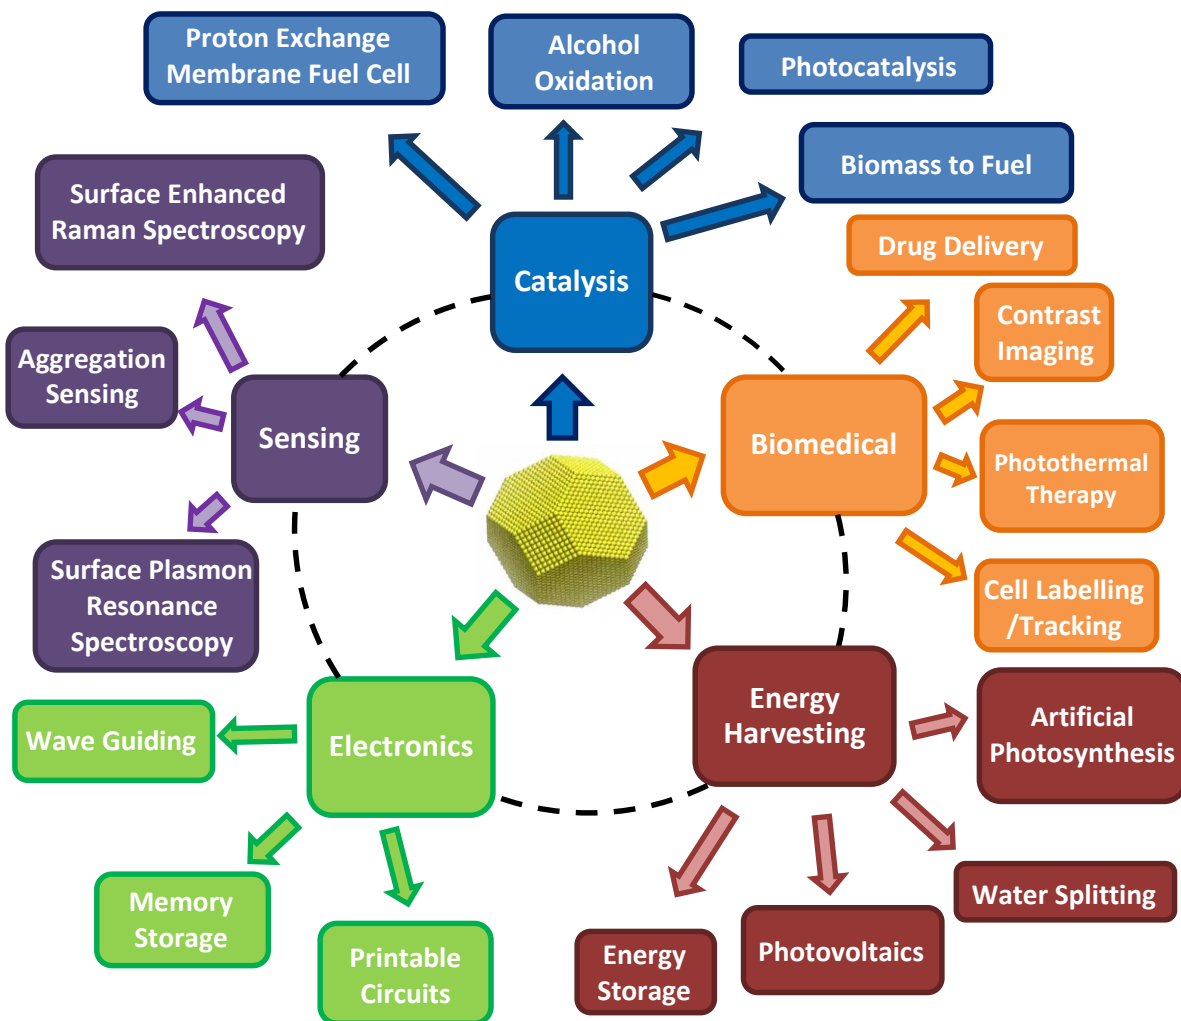 Proton Exchange
Membrane Fuel Cell
Alcohol
Oxidation
Photocatalysis
Biomass to Fuel
Surface Enhanced
Raman Spectroscopy
Drug Delivery
Catalysis
Contrast
Imaging
Aggregation
Sensing
Sensing
Biomedical
Photothermal
Therapy
Surface Plasmon
Resonance
Spectroscopy
Cell Labelling
/Tracking
Wave Guiding
Electronics
Energy
Harvesting
Artificial
Photosynthesis
Memory
Storage
Printable
Circuits
Energy
Storage
Photovoltaics
Water Splitting